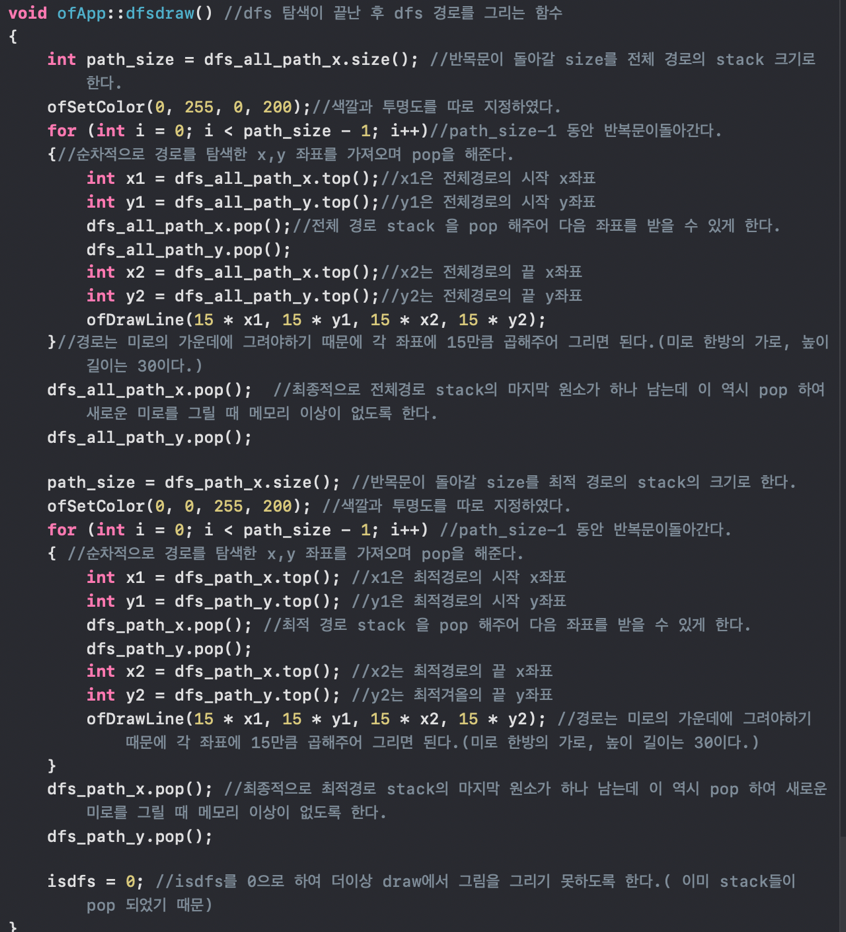 void ofApp::dfsdraw() //dfs 탐색이 끝난 후 dfs 경로를 그리는 함수
{
    int path_size = dfs_all_path_x.size(); //반목문이 돌아갈 size를 전체 경로의 stack 크기로
        한다.
    ofSetColor(0, 255, 0, 200);//색깔과 투명도를 따로 지정하였다.
    for (int i = 0; i < path_size - 1; i++)//path_size-1 동안 반복문이돌아간다.
    {//순차적으로 경로를 탐색한 x,y 좌표를 가져오며 pop을 해준다.
        int x1 = dfs_all_path_x.top();//x1은 전체경로의 시작 x좌표
        int y1 = dfs_all_path_y.top();//y1은 전체경로의 시작 y좌표
        dfs_all_path_x.pop();//전체 경로 stack 을 pop 해주어 다음 좌표를 받을 수 있게 한다.
        dfs_all_path_y.pop();
        int x2 = dfs_all_path_x.top();//x2는 전체경로의 끝 x좌표
        int y2 = dfs_all_path_y.top();//y2는 전체경로의 끝 y좌표
        ofDrawLine(15 * x1, 15 * y1, 15 * x2, 15 * y2);
    }//경로는 미로의 가운데에 그려야하기 때문에 각 좌표에 15만큼 곱해주어 그리면 된다.(미로 한방의 가로, 높이
        길이는 30이다.)
    dfs_all_path_x.pop();  //최종적으로 전체경로 stack의 마지막 원소가 하나 남는데 이 역시 pop 하여
        새로운 미로를 그릴 때 메모리 이상이 없도록 한다.
    dfs_all_path_y.pop();

    path_size = dfs_path_x.size(); //반목문이 돌아갈 size를 최적 경로의 stack의 크기로 한다.
    ofSetColor(0, 0, 255, 200); //색깔과 투명도를 따로 지정하였다.
    for (int i = 0; i < path_size - 1; i++) //path_size-1 동안 반복문이돌아간다.
    { //순차적으로 경로를 탐색한 x,y 좌표를 가져오며 pop을 해준다.
        int x1 = dfs_path_x.top(); //x1은 최적경로의 시작 x좌표
        int y1 = dfs_path_y.top(); //y1은 최적경로의 시작 y좌표
        dfs_path_x.pop(); //최적 경로 stack 을 pop 해주어 다음 좌표를 받을 수 있게 한다.
        dfs_path_y.pop();
        int x2 = dfs_path_x.top(); //x2는 최적경로의 끝 x좌표
        int y2 = dfs_path_y.top(); //y2는 최적겨올의 끝 y좌표
        ofDrawLine(15 * x1, 15 * y1, 15 * x2, 15 * y2); //경로는 미로의 가운데에 그려야하기
            때문에 각 좌표에 15만큼 곱해주어 그리면 된다.(미로 한방의 가로, 높이 길이는 30이다.)
    }
    dfs_path_x.pop(); //최종적으로 최적경로 stack의 마지막 원소가 하나 남는데 이 역시 pop 하여 새로운
        미로를 그릴 때 메모리 이상이 없도록 한다.
    dfs_path_y.pop();

    isdfs = 0; //isdfs를 0으로 하여 더이상 draw에서 그림을 그리기 못하도록 한다.( 이미 stack들이
        pop 되었기 때문)
}